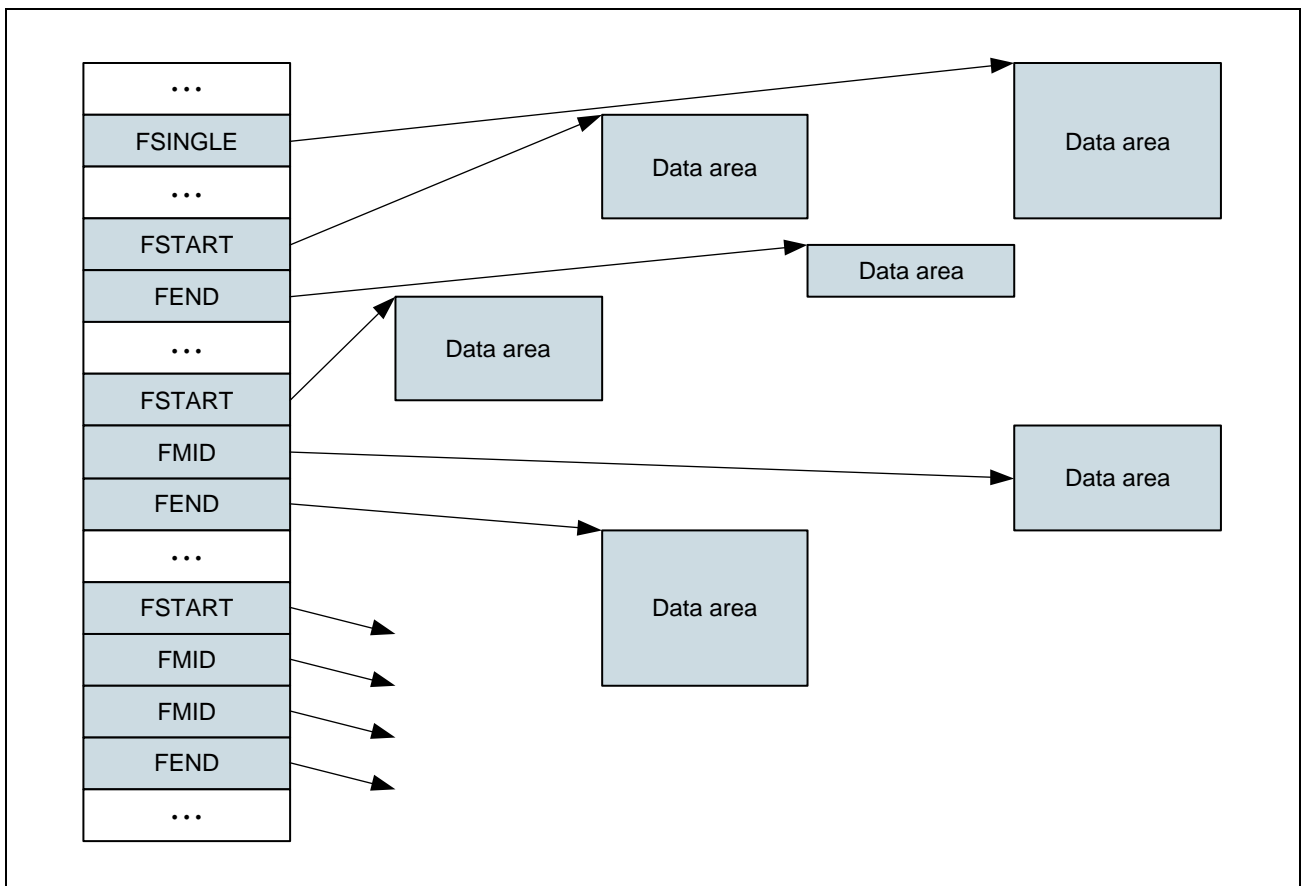 ...
FSINGLE
...
FSTART
FEND
...
FSTART
FMID
FEND
...
FSTART
FMID
FMID
FEND
...
Data area
Data area
Data area
Data area
Data area
Data area